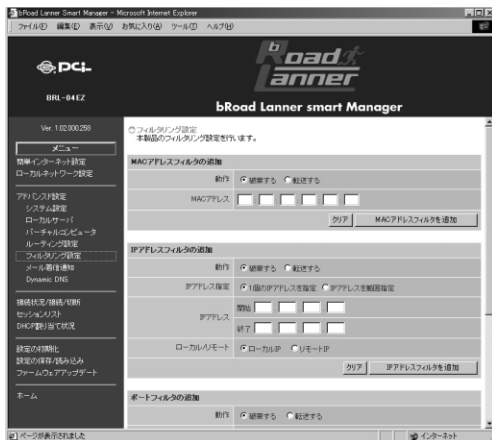 bRoad Lanner Smart Manager - Microsoft Internet Explorer
ファイル(F) 編集(E) 表示(V) お気に入り(A) ツール(T) ヘルプ(H)
PCi
BRL-04EZ
Road
Lanner
bRoad Lanner smart Manager
Ver. 1.02.000.258
メニュー
簡単インターネット設定
ローカルネットワーク設定
アドバンスド設定
システム設定
ローカルサーバ
バーチャルコンピュータ
ルーティング設定
フィルタリング設定
メール着信通知
Dynamic DNS
接続状況/接続/切断
セッションリスト
DHCP割り当て状況
設定の初期化
設定の保存/読み込み
ファームウェアアップデート
ホーム
フィルタリング設定
本製品のフィルタリング設定を行います。
MACアドレスフィルタの追加
動作 破棄する 転送する
MACアドレス : : : : :
クリア MACアドレスフィルタを追加
IPアドレスフィルタの追加
動作 破棄する 転送する
IPアドレス指定 1個のIPアドレスを指定 IPアドレスを範囲指定
IPアドレス
開始 . . .
終了 . . .
ローカル/リモート ローカルIP リモートIP
クリア IPアドレスフィルタを追加
ポートフィルタの追加
動作 破棄する 転送する
ページが表示されました インターネット